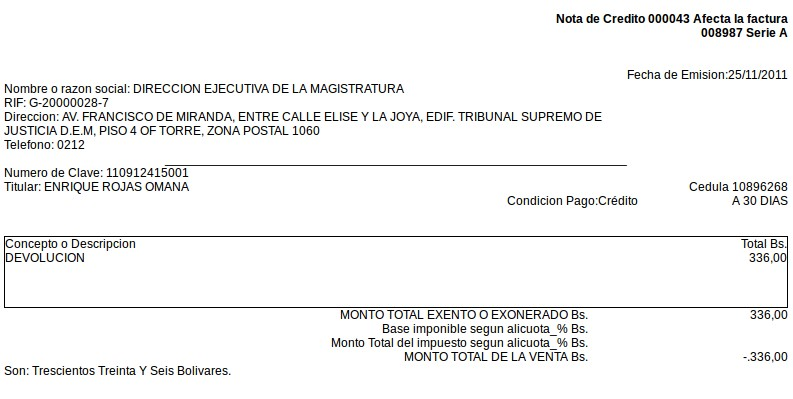 Nota de Credito 000043 Afecta la factura
008987 Serie A
Fecha de Emision:25/11/2011
Nombre o razon social: DIRECCION EJECUTIVA DE LA MAGISTRATURA
RIF: G-20000028-7
Direccion: AV. FRANCISCO DE MIRANDA, ENTRE CALLE ELISE Y LA JOYA, EDIF. TRIBUNAL SUPREMO DE
JUSTICIA D.E.M, PISO 4 OF TORRE, ZONA POSTAL 1060
Telefono: 0212
Numero de Clave: 110912415001
Titular: ENRIQUE ROJAS OMANA Cedula 10896268
Condicion Pago:Crédito A 30 DIAS
Concepto o Descripcion Total Bs.
DEVOLUCION 336,00
MONTO TOTAL EXENTO O EXONERADO Bs. 336,00
Base imponible segun alicuota_% Bs.
Monto Total del impuesto segun alicuota_% Bs.
MONTO TOTAL DE LA VENTA Bs. -.336,00
Son: Trescientos Treinta Y Seis Bolivares.